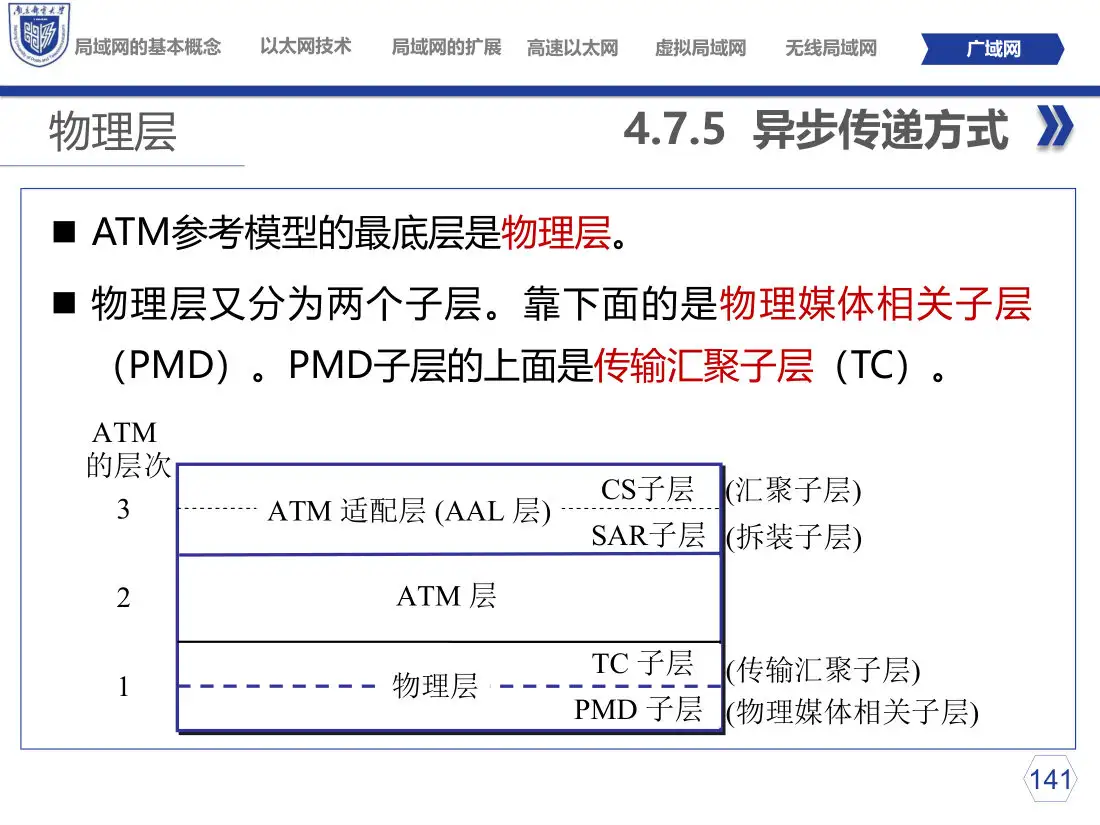 南京邮电大学
局域网的基本概念 以太网技术 局域网的扩展 高速以太网 虚拟局域网 无线局域网 广域网
物理层
4.7.5 异步传递方式
■ ATM参考模型的最底层是物理层。
■ 物理层又分为两个子层。靠下面的是物理媒体相关子层
（PMD）。PMD子层的上面是传输汇聚子层（TC）。
ATM
的层次
3
ATM 适配层 (AAL 层)
CS子层 (汇聚子层)
SAR子层 (拆装子层)
2
ATM 层
1
物理层
TC 子层 (传输汇聚子层)
PMD 子层 (物理媒体相关子层)
141